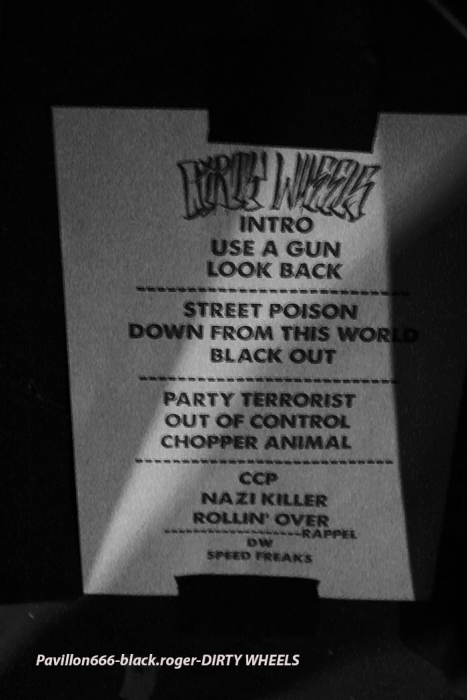 DIRTY WHEELS
INTRO
USE A GUN
LOOK BACK
STREET POISON
DOWN FROM THIS WORLD
BLACK OUT
PARTY TERRORIST
OUT OF CONTROL
CHOPPER ANIMAL
CCP
NAZI KILLER
ROLLIN' OVER
RAPPEL
DW
SPEED FREAKS
Pavillon666-black.roger-DIRTY WHEELS